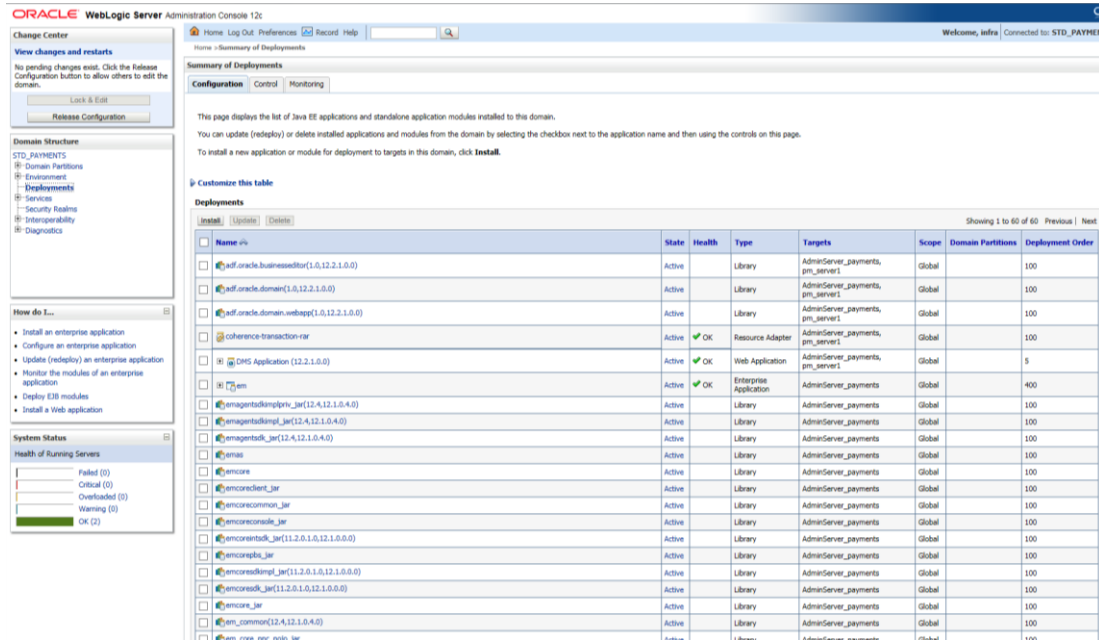 ORACLE WebLogic Server Administration Console 12c
Change Center
View changes and restarts
No pending changes exist. Click the Release
Configuration button to allow others to edit the
domain.
Lock & Edit
Release Configuration
Domain Structure
STD_PAYMENTS
Domain Partitions
Environment
Deployments
Services
Security Realms
Interoperability
Diagnostics
How do I...
Install an enterprise application
Configure an enterprise application
Update (redeploy) an enterprise application
Monitor the modules of an enterprise
application
Deploy EJB modules
Install a Web application
System Status
Health of Running Servers
Failed (0)
Critical (0)
Overloaded (0)
Warning (0)
OK (2)
Home Log Out Preferences Record Help
Welcome, infra Connected to: STD_PAYME
Home >Summary of Deployments
Summary of Deployments
Configuration Control Monitoring
This page displays the list of Java EE applications and standalone application modules installed to this domain.
You can update (redeploy) or delete installed applications and modules from the domain by selecting the checkbox next to the application name and then using the controls on this page.
To install a new application or module for deployment to targets in this domain, click Install.
Customize this table
Deployments
Install Update Delete Showing 1 to 60 of 60 Previous | Next
Name State Health Type Targets Scope Domain Partitions Deployment Order
adf.oracle.businesseditor(1.0,12.2.1.0.0) Active Library AdminServer_payments, pm_server1 Global 100
adf.oracle.domain(1.0,12.2.1.0.0) Active Library AdminServer_payments, pm_server1 Global 100
adf.oracle.domain.webapp(1.0,12.2.1.0.0) Active Library AdminServer_payments, pm_server1 Global 100
coherence-transaction-rar Active OK Resource Adapter AdminServer_payments, pm_server1 Global 100
DMS Application (12.2.1.0.0) Active OK Web Application AdminServer_payments, pm_server1 Global 5
em Active OK Enterprise Application AdminServer_payments Global 400
emagentsdkimplpriv_jar(12.4,12.1.0.4.0) Active Library AdminServer_payments Global 100
emagentsdkimpl_jar(12.4,12.1.0.4.0) Active Library AdminServer_payments Global 100
emagentsdk_jar(12.4,12.1.0.4.0) Active Library AdminServer_payments Global 100
emas Active Library AdminServer_payments Global 100
emcore Active Library AdminServer_payments Global 100
emcoreclient_jar Active Library AdminServer_payments Global 100
emcorecommon_jar Active Library AdminServer_payments Global 100
emcoreconsole_jar Active Library AdminServer_payments Global 100
emcoreintsdk_jar(11.2.0.1.0,12.1.0.0.0) Active Library AdminServer_payments Global 100
emcorepbs_jar Active Library AdminServer_payments Global 100
emcoresdkimpl_jar(11.2.0.1.0,12.1.0.0.0) Active Library AdminServer_payments Global 100
emcoresdk_jar(11.2.0.1.0,12.1.0.0.0) Active Library AdminServer_payments Global 100
emcore_jar Active Library AdminServer_payments Global 100
em_common(12.4,12.1.0.4.0) Active Library AdminServer_payments Global 100
Active Library AdminServer_payments Global 100